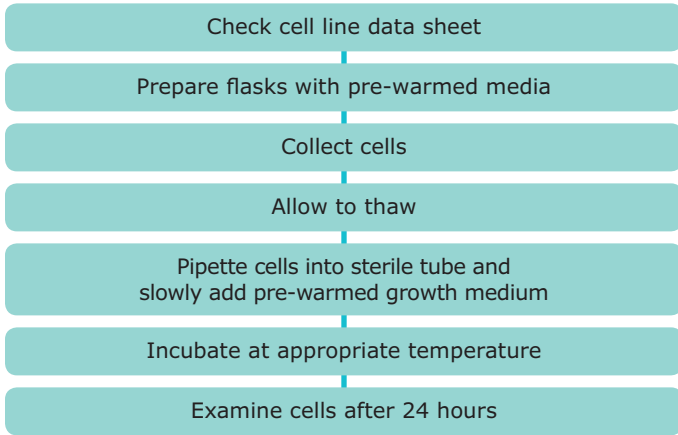 Check cell line data sheet
Prepare flasks with pre-warmed media
Collect cells
Allow to thaw
Pipette cells into sterile tube and
slowly add pre-warmed growth medium
Incubate at appropriate temperature
Examine cells after 24 hours